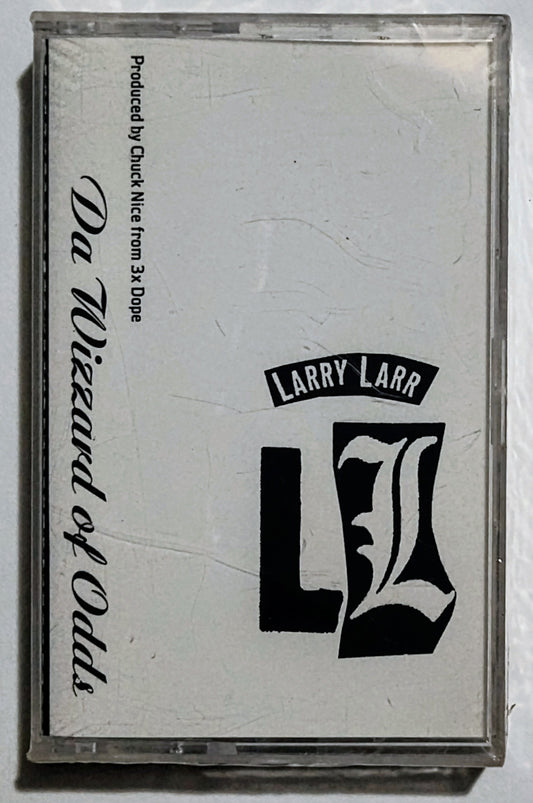 LARRY LARR
LL
Produced by Chuck Nice from 3x Dope
Da Wizzard of Odds